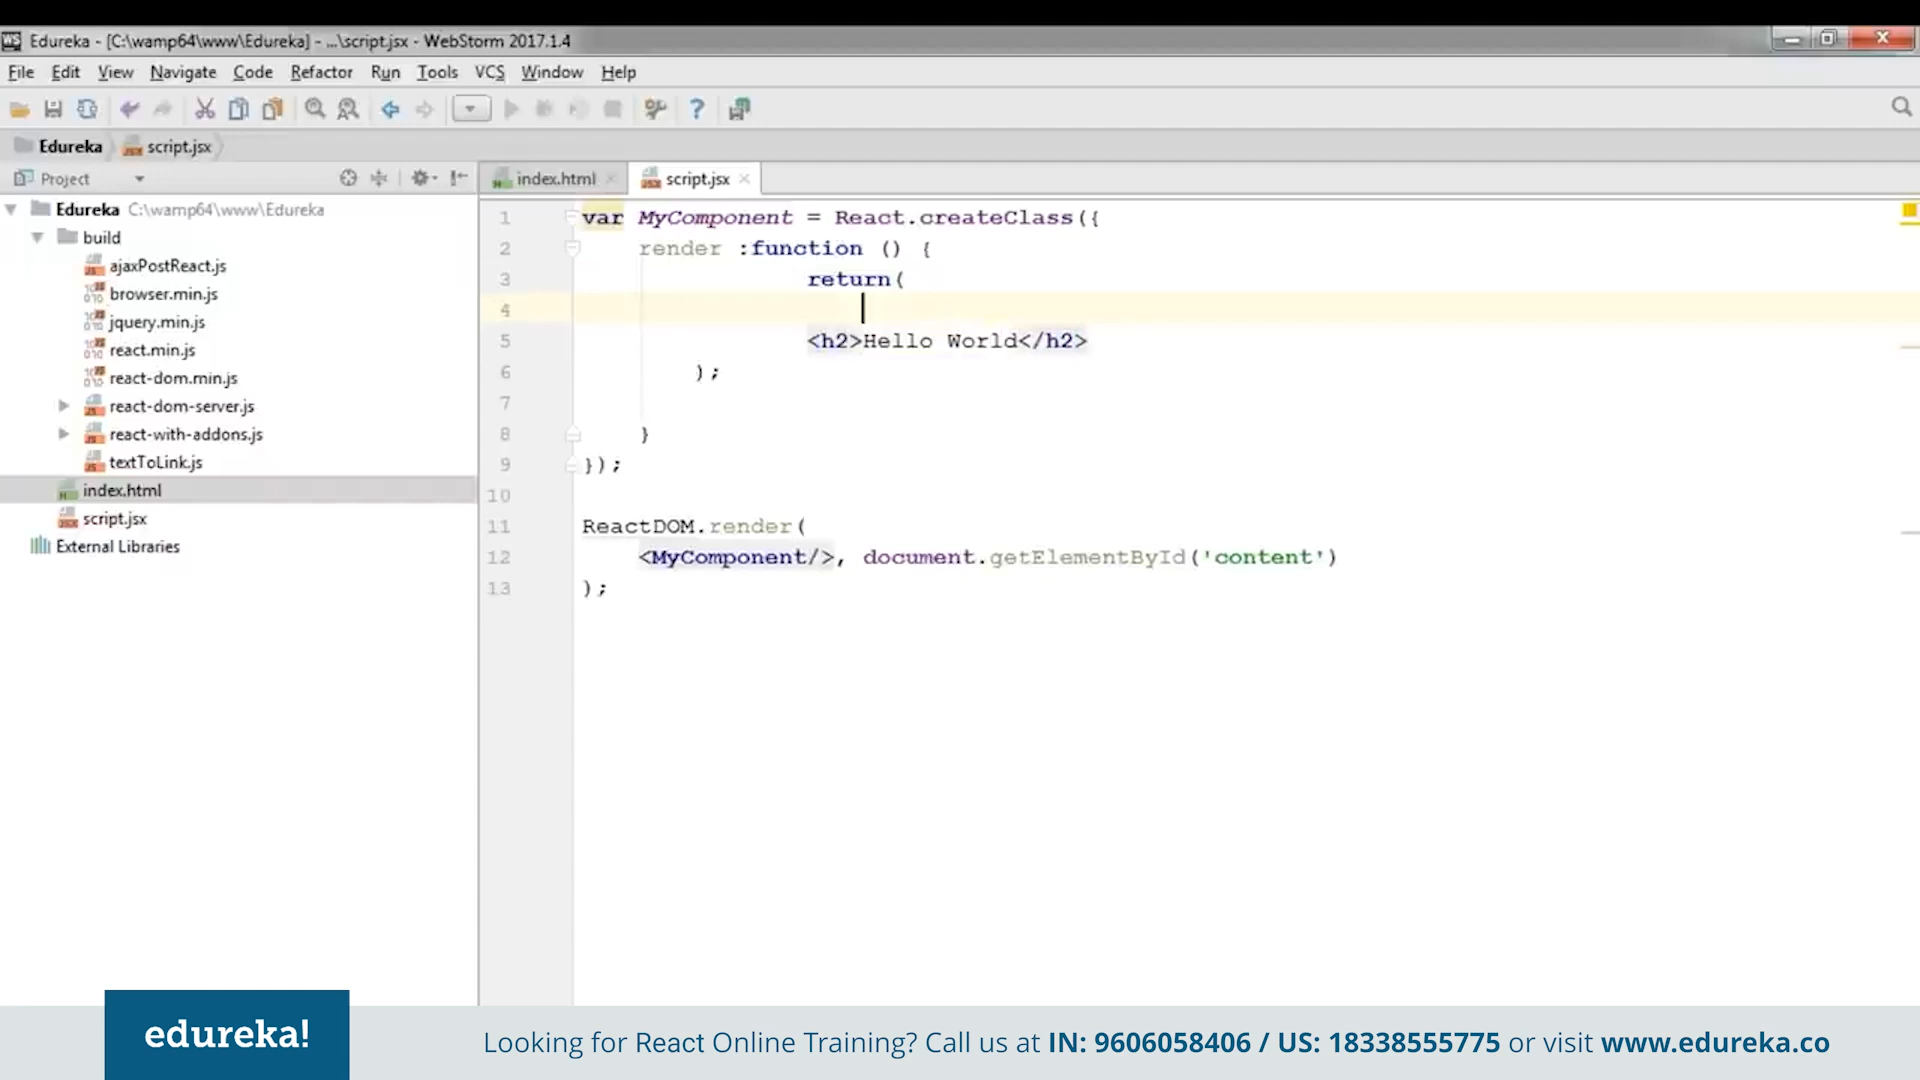 Edureka - [C:\wamp64\www\Edureka] - ...\script.jsx - WebStorm 2017.1.4
File Edit View Navigate Code Refactor Run Tools VCS Window Help
Edureka script.jsx
Project
index.html script.jsx
Edureka C:\wamp64\www\Edureka
build
ajaxPostReact.js
browser.min.js
jquery.min.js
react.min.js
react-dom.min.js
react-dom-server.js
react-with-addons.js
textToLink.js
index.html
script.jsx
External Libraries
1 var MyComponent = React.createClass({
2 render :function () {
3 return(
4
5 <h2>Hello World</h2>
6 );
7
8 }
9 });
10
11 ReactDOM.render(
12 <MyComponent/>, document.getElementById('content')
13 );
edureka!
Looking for React Online Training? Call us at IN: 9606058406 / US: 18338555775 or visit www.edureka.co